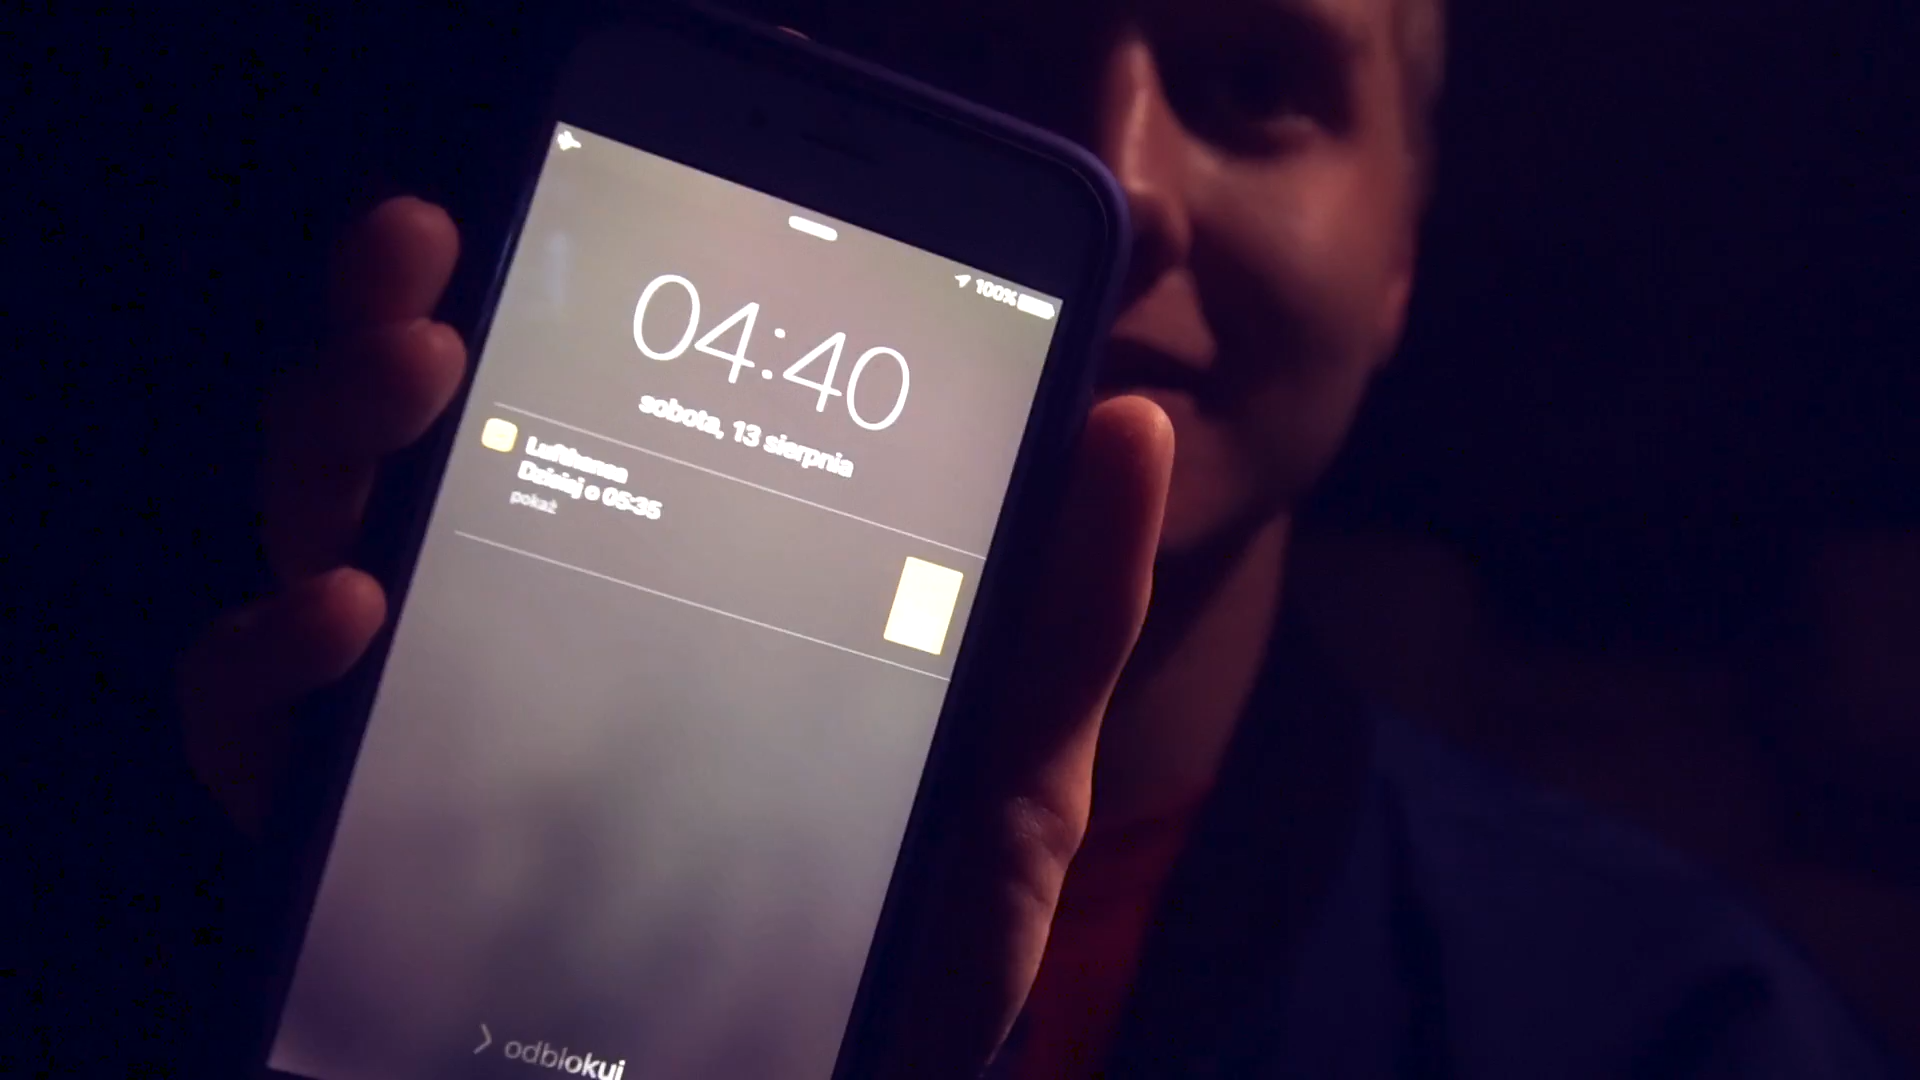 100%
04:40
sobota, 13 sierpnia
Lufthansa
Dzisiaj o 05:35
pokaż
> odblokuj